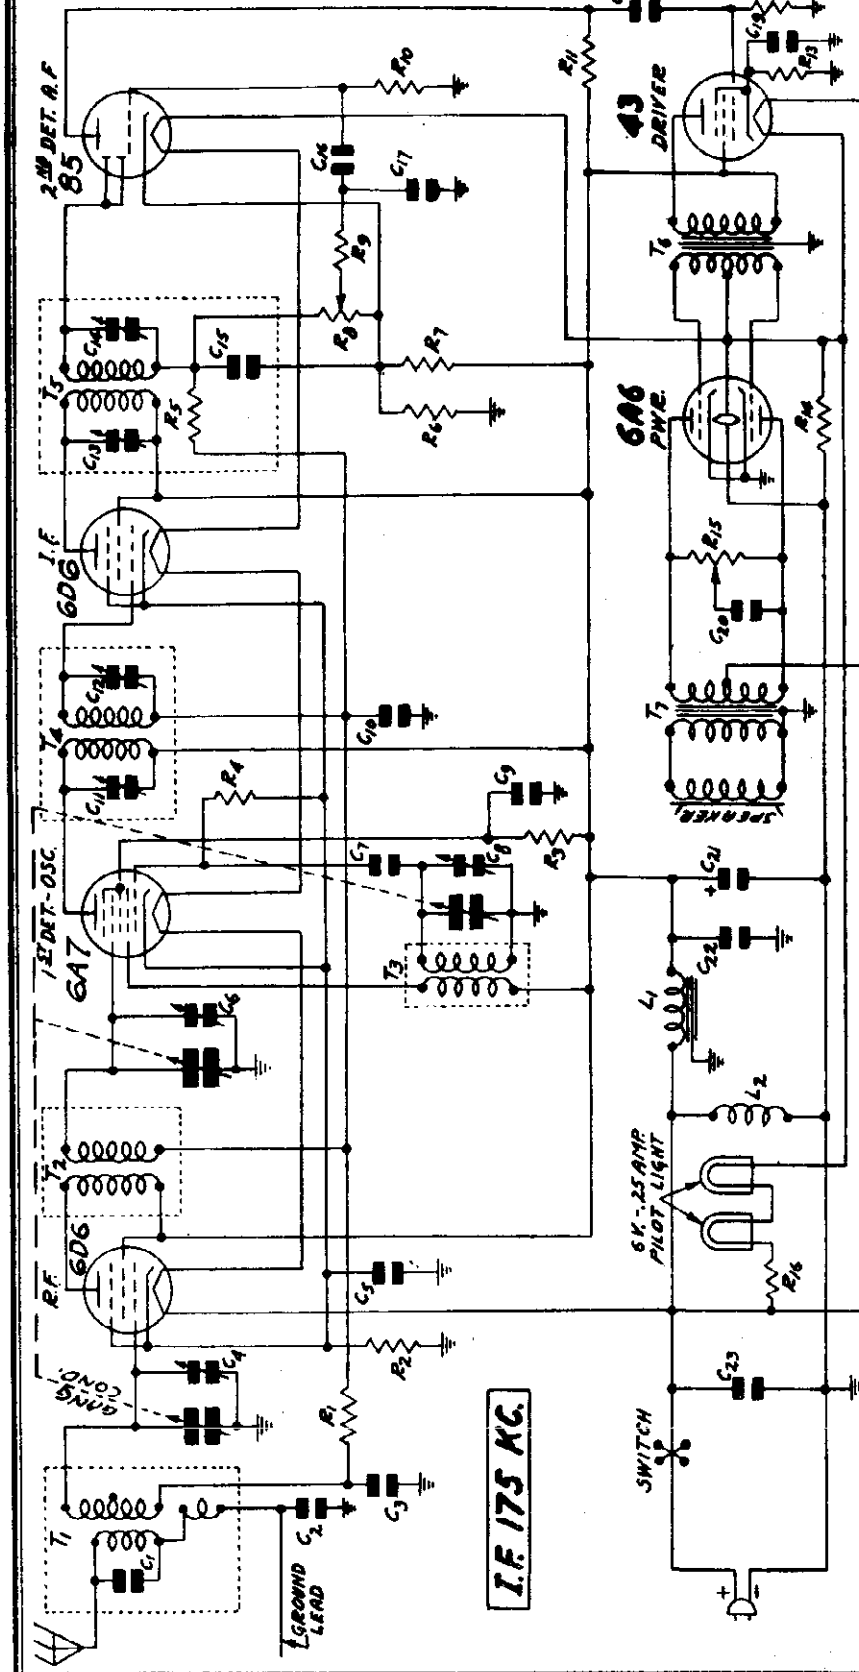 T1
C1
GROUND
LEAD
C2
C3
R1
GANG
COND.
C4
R.F.
6D6
R2
C5
T2
C6
1ST DET.-OSC.
6A7
T3
C7
C8
C9
R3
R4
T4
C11
C12
C10
I.F.
6D6
T5
C13
C14
R5
C15
R6
R7
R8
R9
2ND DET. A.F.
85
C16
C17
R10
R11
I.F. 175 KC.
SWITCH
+
-
C23
R16
6V.-.25 AMP.
PILOT LIGHT
L2
L1
C22
+ C21
SPEAKER
T7
C20
R15
6A6
PWR.
R14
T6
43
DRIVER
R13
C19